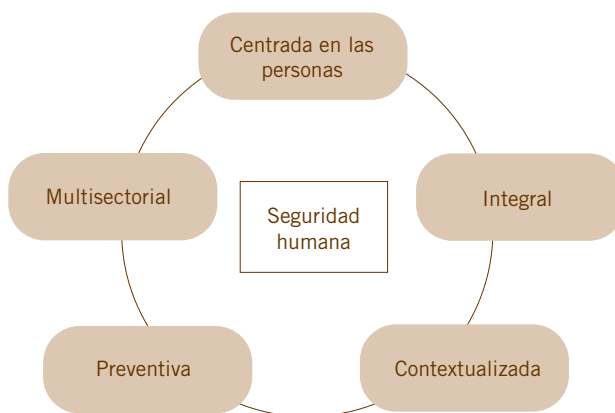 Centrada en las
personas
Multisectorial
Integral
Seguridad
humana
Preventiva
Contextualizada